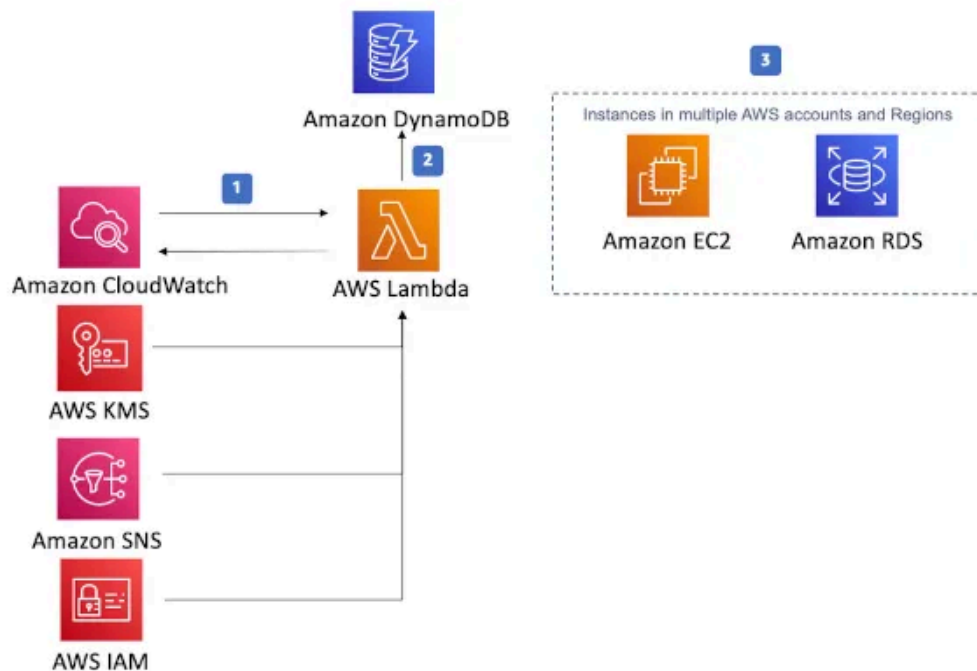 Amazon DynamoDB
3
Instances in multiple AWS accounts and Regions
Amazon EC2
Amazon RDS
2
1
Amazon CloudWatch
AWS Lambda
AWS KMS
Amazon SNS
AWS IAM